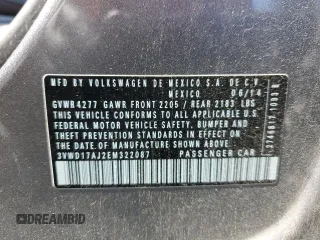 MFD BY VOLKSWAGEN DE MEXICO S.A. DE C.V.
MEXICO 06/14
GVWR 4277 GAWR FRONT 2205 / REAR 2183 LBS
THIS VEHICLE CONFORMS TO ALL APPLICABLE U.S.
FEDERAL MOTOR VEHICLE SAFETY, BUMPER AND
THEFT PREVENTION STANDARDS IN EFFECT ON
THE DATE OF MANUFACTURE SHOWN ABOVE.
3VWD17AJ2EM322087 PASSENGER CAR
DREAMBID